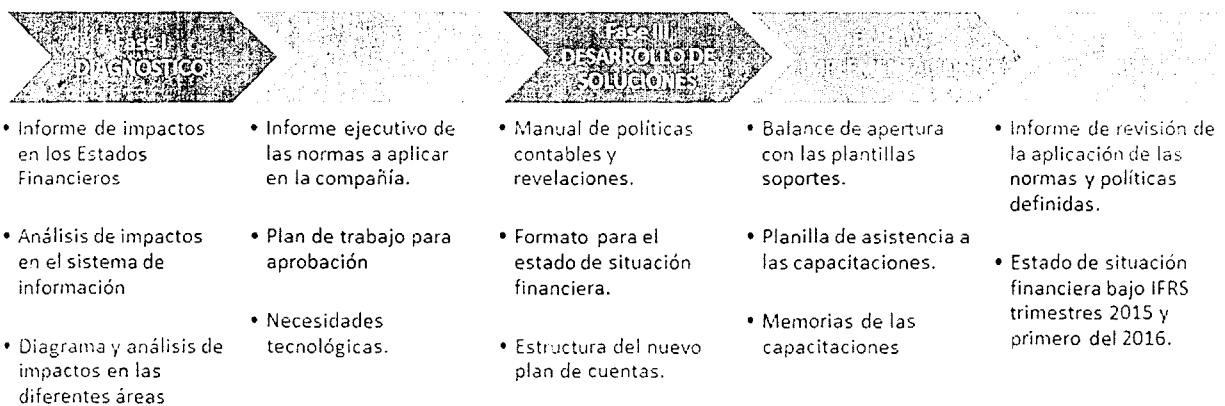 Fase I
DIAGNOSTICO
Fase III
DESARROLLO DE
SOLUCIONES
• Informe de impactos
en los Estados
Financieros
• Análisis de impactos
en el sistema de
información
• Diagrama y análisis de
impactos en las
diferentes áreas
• Informe ejecutivo de
las normas a aplicar
en la compañía.
• Plan de trabajo para
aprobación
• Necesidades
tecnológicas.
• Manual de políticas
contables y
revelaciones.
• Formato para el
estado de situación
financiera.
• Estructura del nuevo
plan de cuentas.
• Balance de apertura
con las plantillas
soportes.
• Planilla de asistencia a
las capacitaciones.
• Memorias de las
capacitaciones
• Informe de revisión de
la aplicación de las
normas y políticas
definidas.
• Estado de situación
financiera bajo IFRS
trimestres 2015 y
primero del 2016.